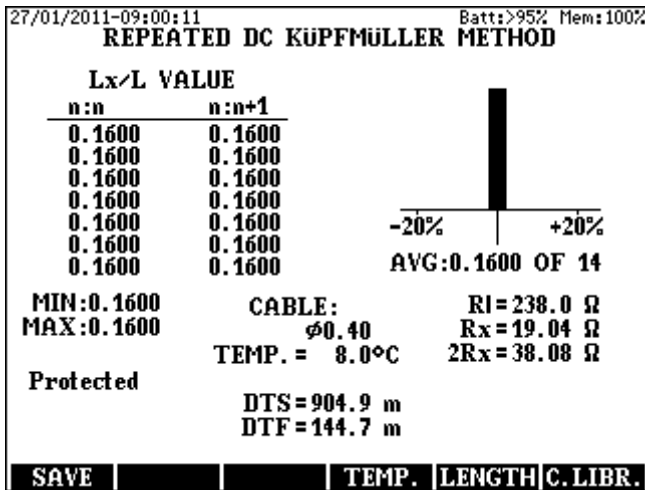 27/01/2011-09:00:11 Batt:>95% Mem:100%
REPEATED DC KüPFMüLLER METHOD
Lx/L VALUE
n:n n:n+1
0.1600 0.1600
0.1600 0.1600
0.1600 0.1600
0.1600 0.1600
0.1600 0.1600
0.1600 0.1600
0.1600 0.1600
-20% +20%
AVG:0.1600 OF 14
MIN:0.1600
MAX:0.1600
CABLE:
ϕ0.40
TEMP.= 8.0ºC
Rl=238.0 Ω
Rx=19.04 Ω
2Rx=38.08 Ω
Protected
DTS=904.9 m
DTF=144.7 m
SAVE TEMP. LENGTH C.LIBR.